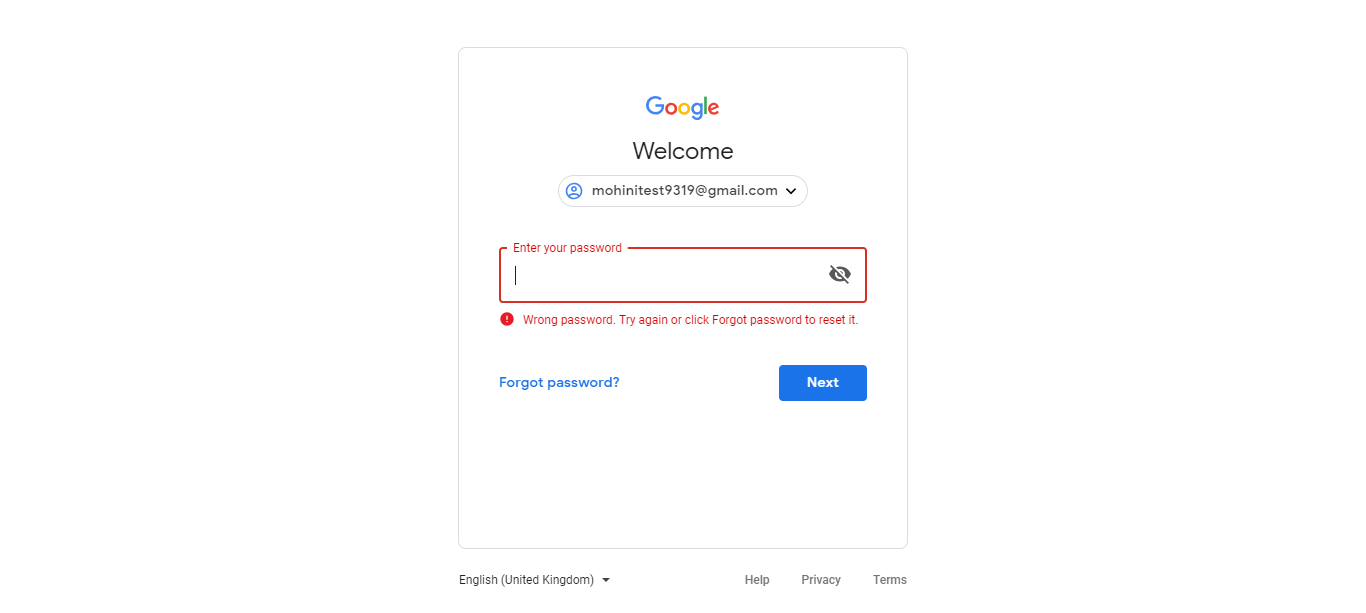 Google
Welcome
mohinitest9319@gmail.com
Enter your password
Wrong password. Try again or click Forgot password to reset it.
Forgot password?
Next
English (United Kingdom)
Help
Privacy
Terms